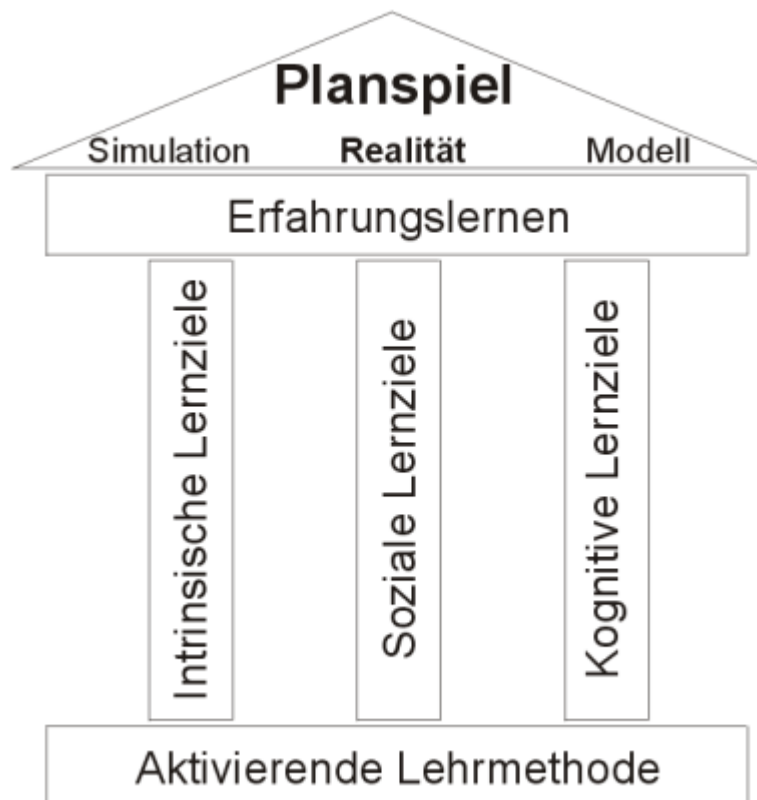 Planspiel
Simulation Realität Modell
Erfahrungslernen
Intrinsische Lernziele
Soziale Lernziele
Kognitive Lernziele
Aktivierende Lehrmethode